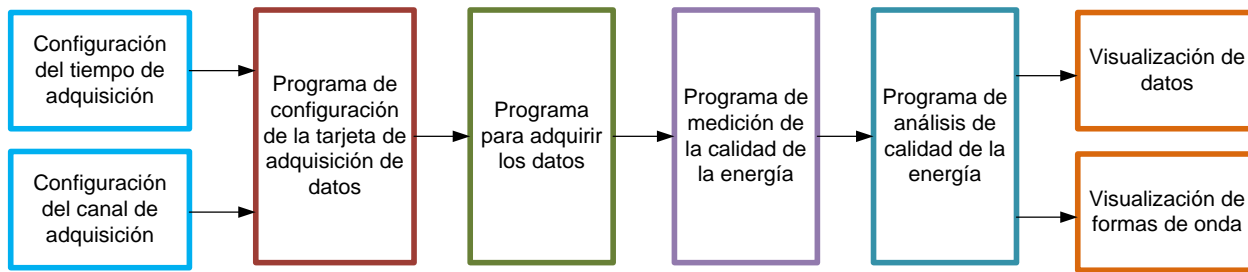 Configuración
del tiempo de
adquisición
Configuración
del canal de
adquisición
Programa de
configuración
de la tarjeta de
adquisición de
datos
Programa
para adquirir
los datos
Programa de
medición de
la calidad de
la energía
Programa de
análisis de
calidad de la
energía
Visualización de
datos
Visualización de
formas de onda